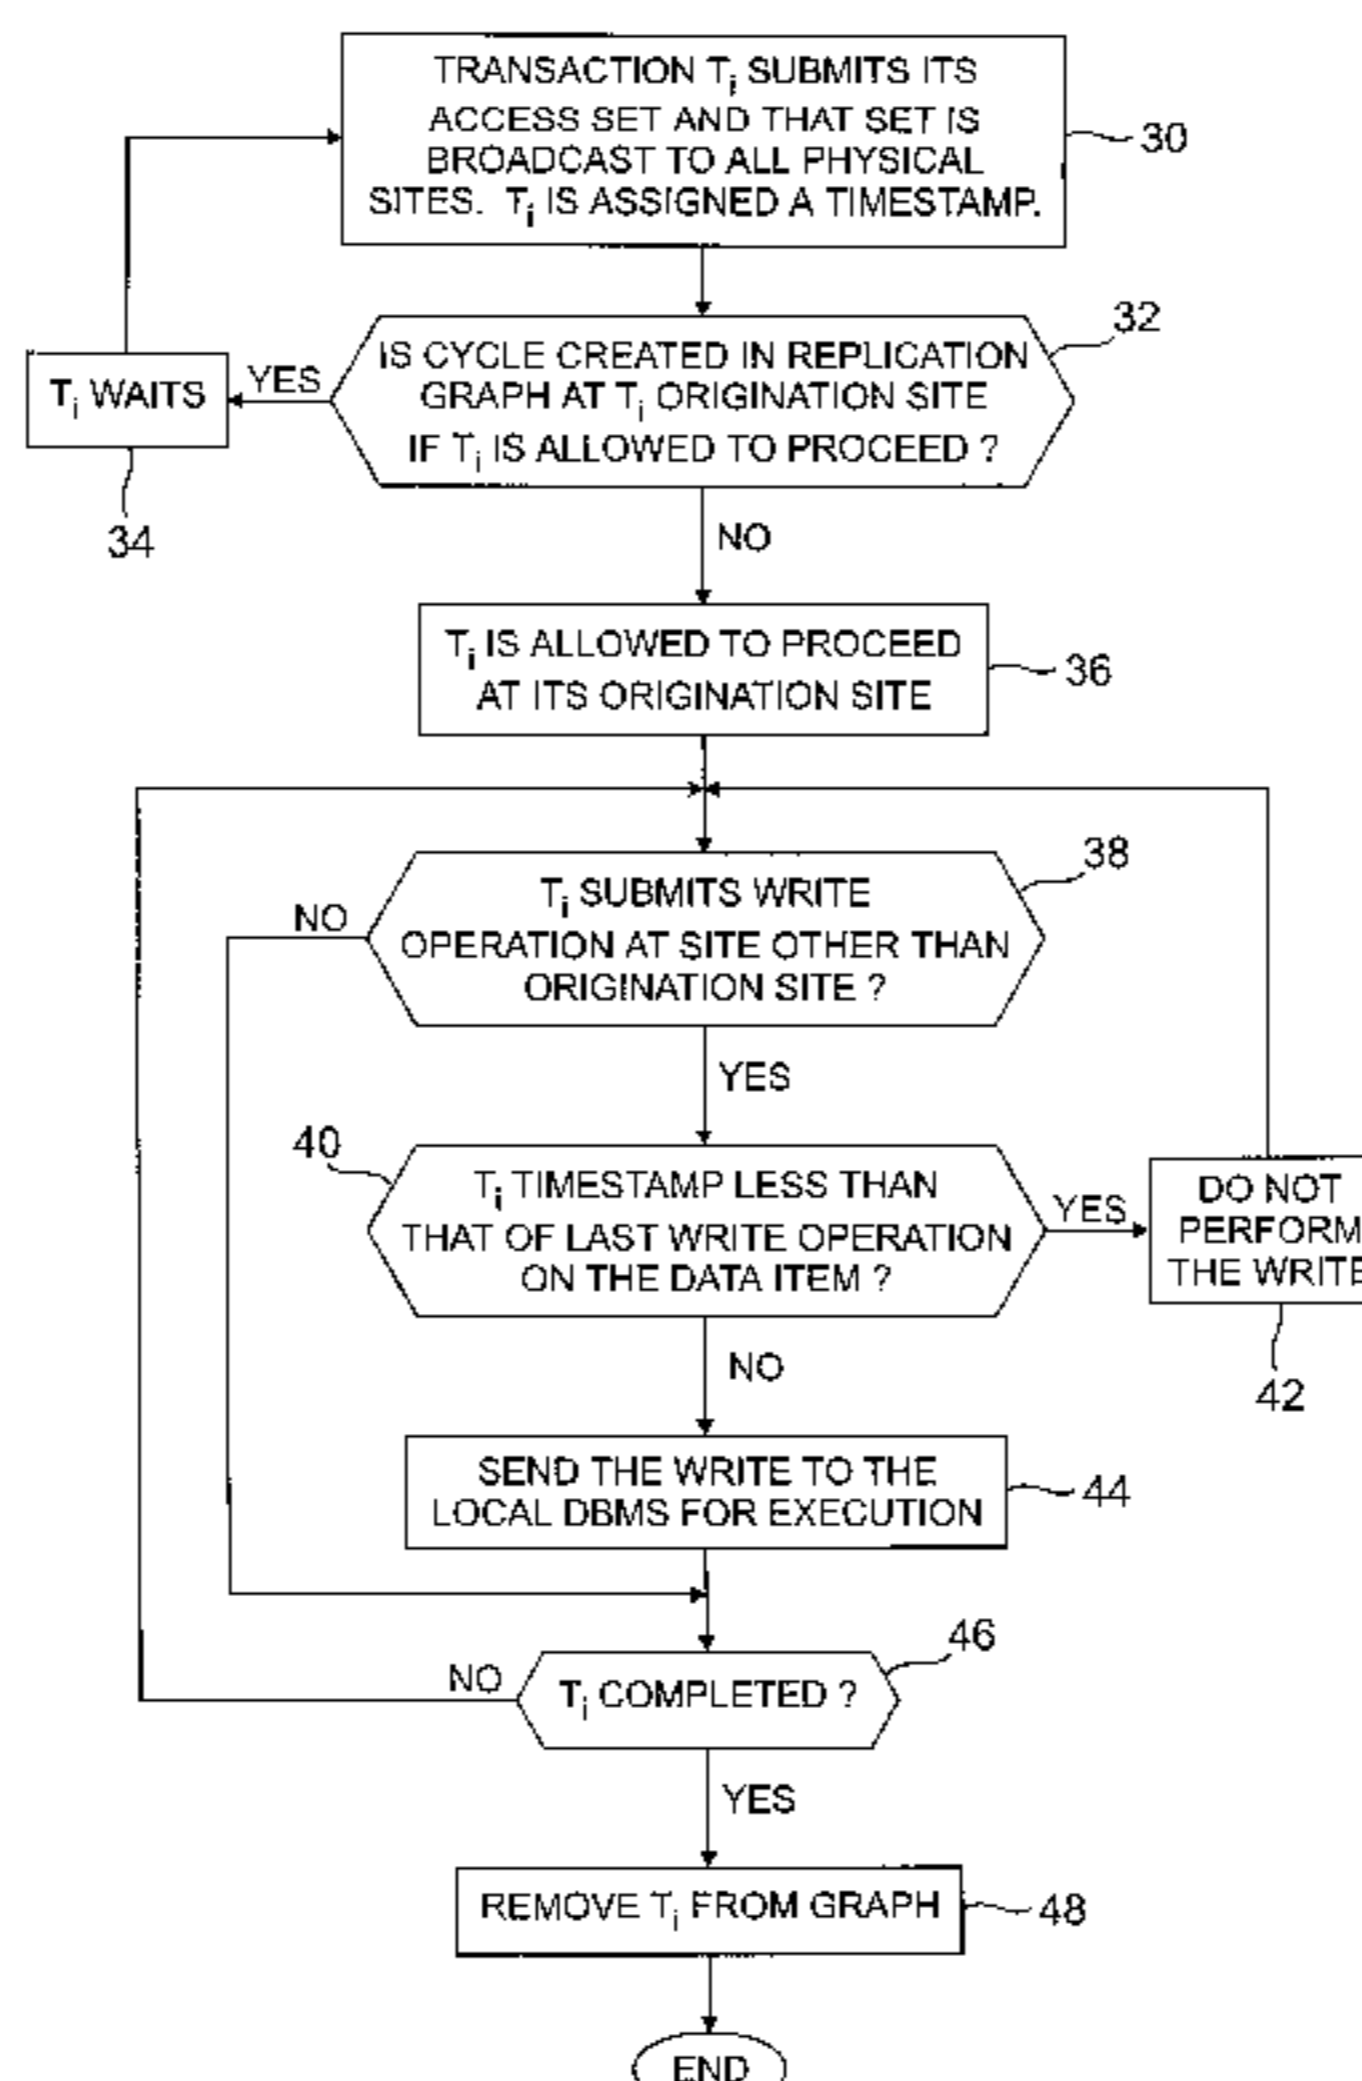 TRANSACTION Ti SUBMITS ITS
ACCESS SET AND THAT SET IS
BROADCAST TO ALL PHYSICAL
SITES. Ti IS ASSIGNED A TIMESTAMP.
30
32
IS CYCLE CREATED IN REPLICATION
GRAPH AT Ti ORIGINATION SITE
IF Ti IS ALLOWED TO PROCEED ?
YES
Ti WAITS
34
NO
Ti IS ALLOWED TO PROCEED
AT ITS ORIGINATION SITE
36
38
Ti SUBMITS WRITE
OPERATION AT SITE OTHER THAN
ORIGINATION SITE ?
NO
YES
40
Ti TIMESTAMP LESS THAN
THAT OF LAST WRITE OPERATION
ON THE DATA ITEM ?
YES
DO NOT
PERFORM
THE WRITE
42
NO
SEND THE WRITE TO THE
LOCAL DBMS FOR EXECUTION
44
46
Ti COMPLETED ?
NO
YES
REMOVE Ti FROM GRAPH
48
END